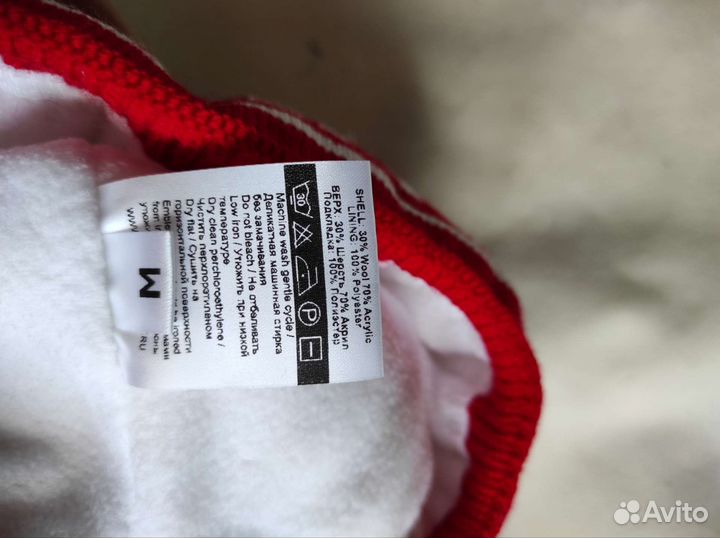 SHELL: 30% Wool 70% Acrylic
LINING: 100% Polyester
ВЕРХ: 30% Шерсть 70% Акрил
Подкладка: 100% Полиэстер
30
P
Machine wash gentle cycle /
Деликатная машинная стирка
без замачивания
Do not bleach / Не отбеливать
Low iron / Утюжить при низкой
температуре
Dry clean perchloroethylene /
Чистить перхлорэтиленом
Dry flat / Сушить на
горизонтальной поверхности
M
Avito